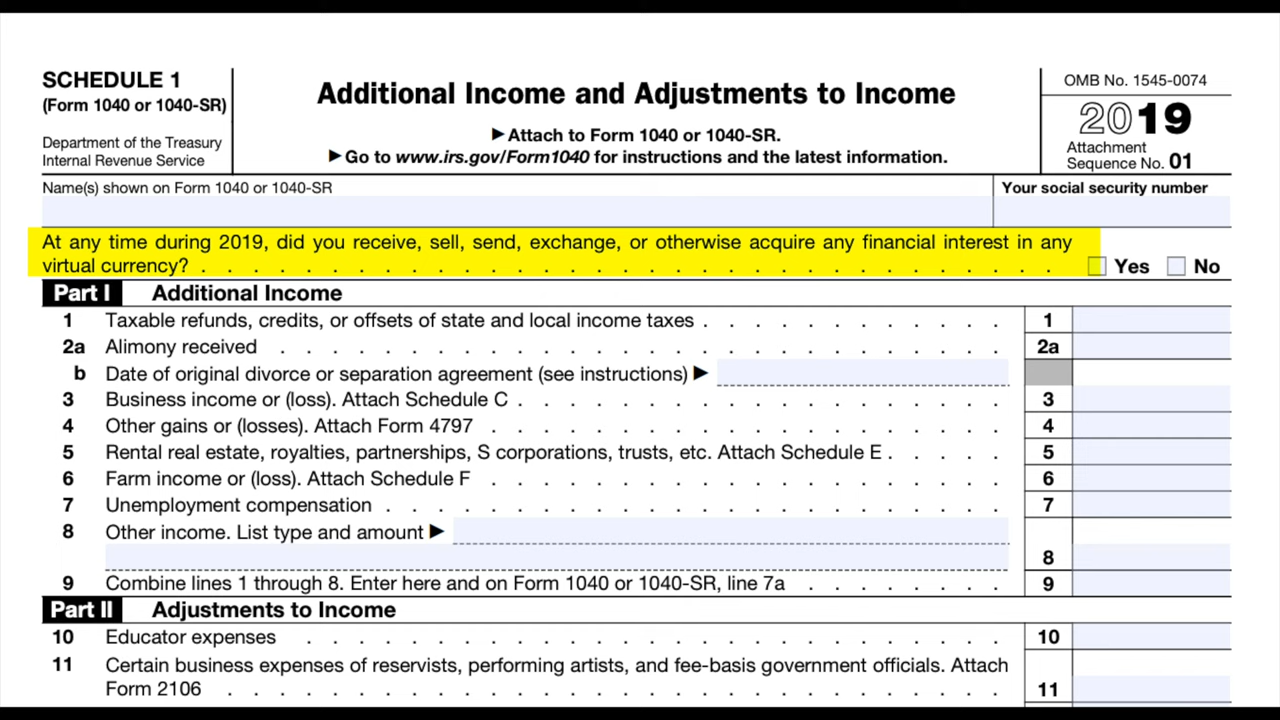 SCHEDULE 1
(Form 1040 or 1040-SR)
Department of the Treasury
Internal Revenue Service
Additional Income and Adjustments to Income
▶ Attach to Form 1040 or 1040-SR.
▶ Go to www.irs.gov/Form1040 for instructions and the latest information.
OMB No. 1545-0074
2019
Attachment
Sequence No. 01
Name(s) shown on Form 1040 or 1040-SR
Your social security number
At any time during 2019, did you receive, sell, send, exchange, or otherwise acquire any financial interest in any
virtual currency? . . . . . . . . . . . . . . . . . . . . . . . . . . Yes No
Part I Additional Income
1 Taxable refunds, credits, or offsets of state and local income taxes . . . . . . . . . . . . 1
2a Alimony received . . . . . . . . . . . . . . . . . . . . . . . 2a
b Date of original divorce or separation agreement (see instructions) ▶
3 Business income or (loss). Attach Schedule C . . . . . . . . . . . . . . . 3
4 Other gains or (losses). Attach Form 4797 . . . . . . . . . . . . . . . . 4
5 Rental real estate, royalties, partnerships, S corporations, trusts, etc. Attach Schedule E . . . . . 5
6 Farm income or (loss). Attach Schedule F . . . . . . . . . . . . . . . . 6
7 Unemployment compensation . . . . . . . . . . . . . . . . . . . 7
8 Other income. List type and amount ▶
8
9 Combine lines 1 through 8. Enter here and on Form 1040 or 1040-SR, line 7a . . . . . . . . 9
Part II Adjustments to Income
10 Educator expenses . . . . . . . . . . . . . . . . . . . . . . 10
11 Certain business expenses of reservists, performing artists, and fee-basis government officials. Attach
Form 2106 . . . . . . . . . . . . . . . . . . . . . . . . 11